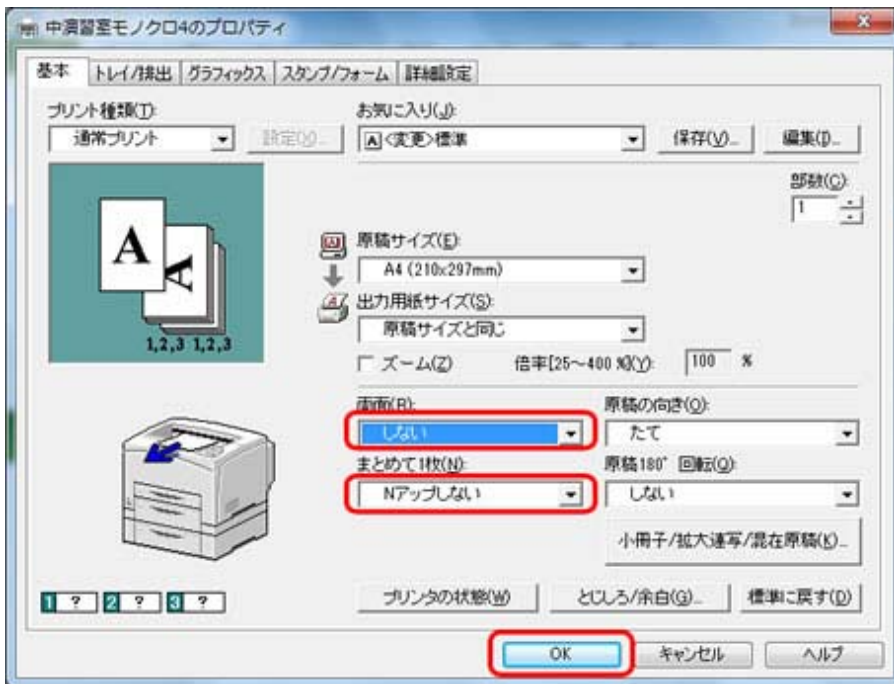 中演習室モノクロ4のプロパティ
基本 トレイ/排出 グラフィックス スタンプ/フォーム 詳細設定
プリント種類(T): お気に入り(J):
通常プリント 設定(X)... A <変更>標準 保存(V)... 編集(I)...
部数(C):
1
A A
1,2,3 1,2,3
原稿サイズ(E):
A4 (210x297mm)
出力用紙サイズ(S):
原稿サイズと同じ
ズーム(Z) 倍率[25～400 %](Y): 100 %
両面(R): 原稿の向き(O):
しない たて
まとめて1枚(N): 原稿180° 回転(Q):
Nアップしない しない
小冊子/拡大連写/混在原稿(K)...
1 ? 2 ? 3 ? プリンタの状態(W) とじしろ/余白(G)... 標準に戻す(D)
OK キャンセル ヘルプ